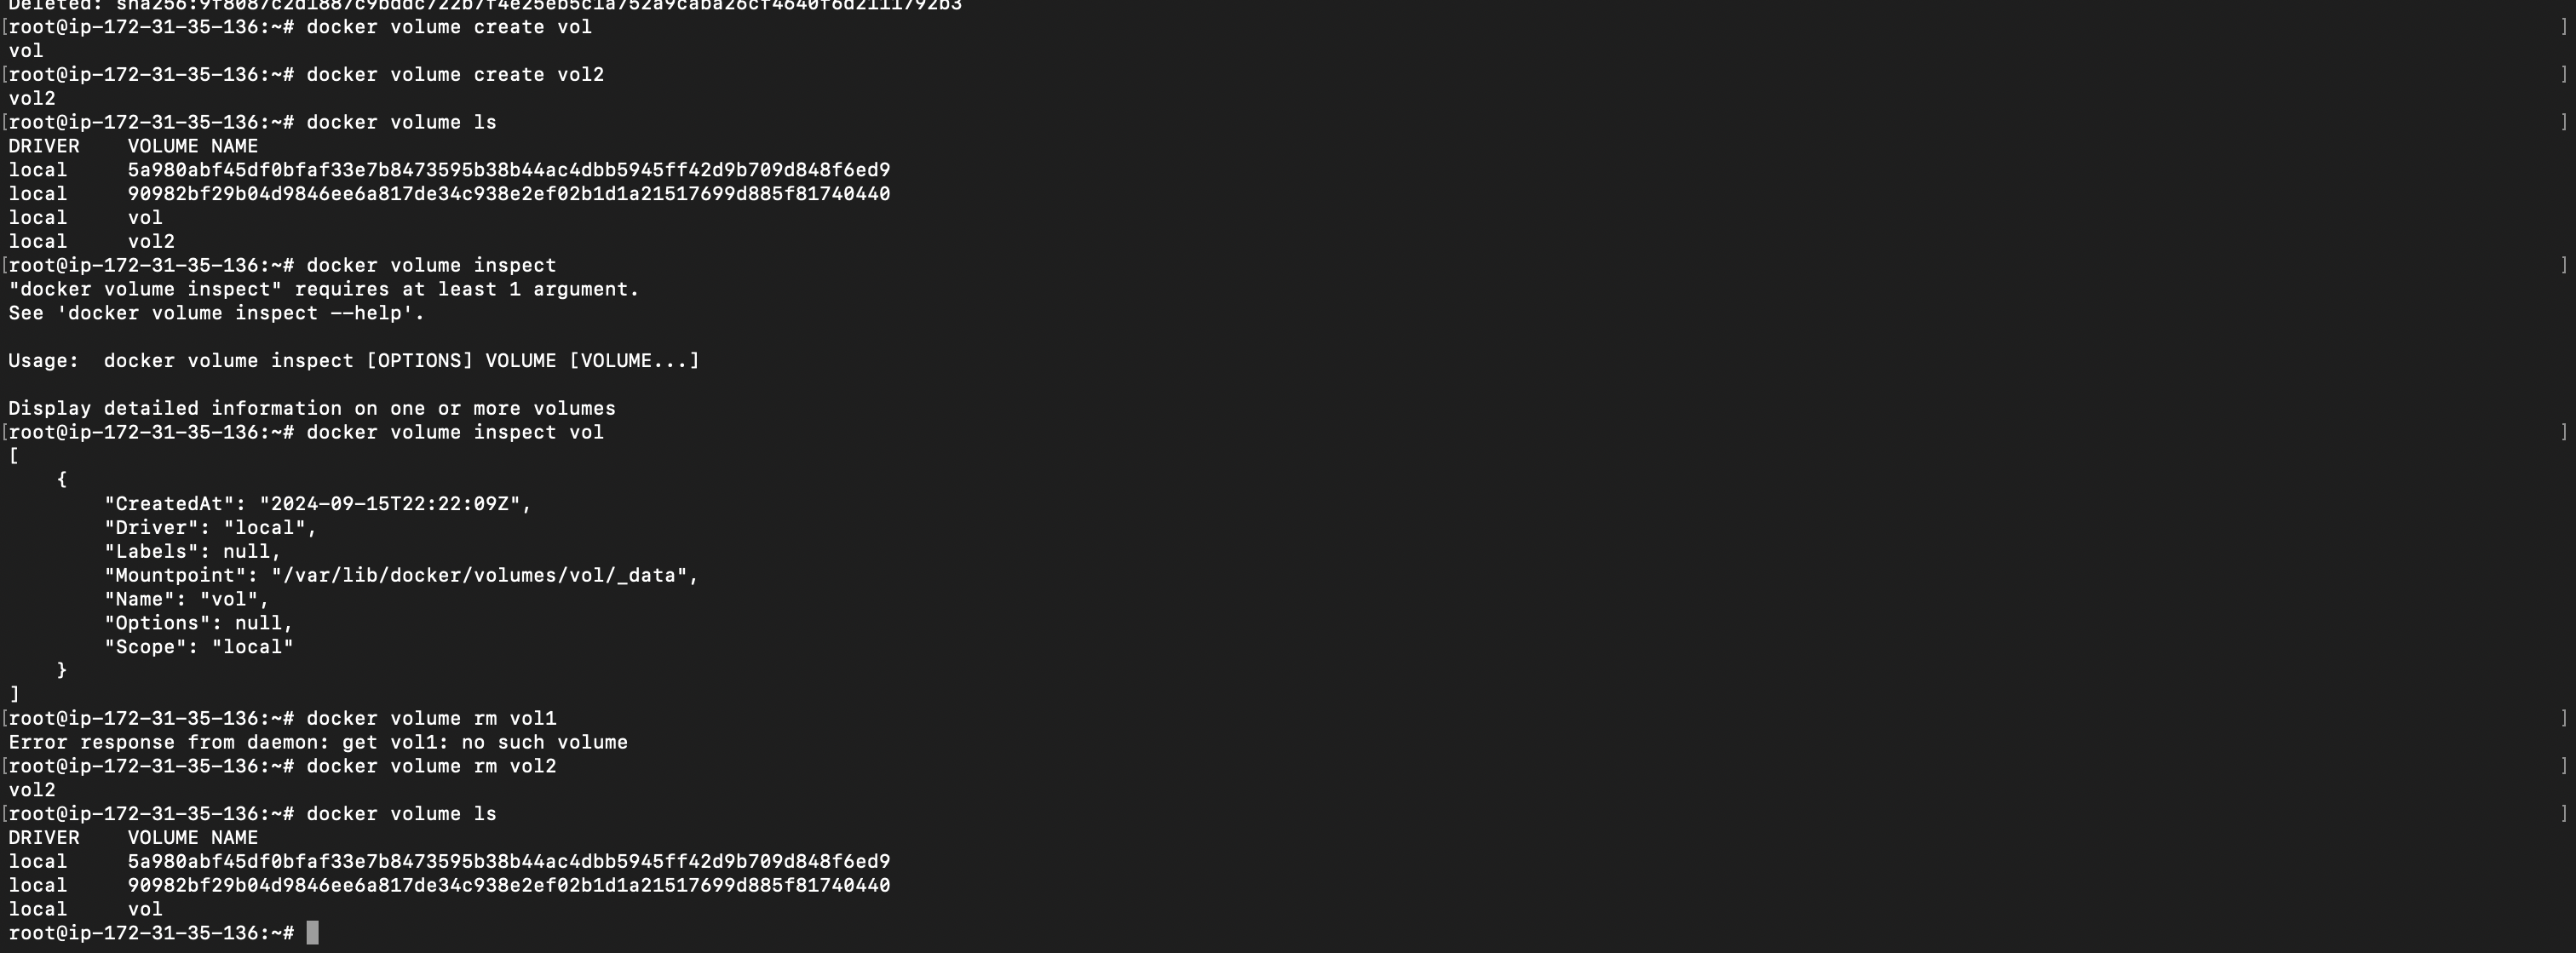 Deleted: sha256:9f8087c2d1887c9bddc722b7f4e25eb5c1a752a9caba26cf4640f6d2111792b3
[root@ip-172-31-35-136:~# docker volume create vol ]
vol
[root@ip-172-31-35-136:~# docker volume create vol2 ]
vol2
[root@ip-172-31-35-136:~# docker volume ls ]
DRIVER    VOLUME NAME
local     5a980abf45df0bfaf33e7b8473595b38b44ac4dbb5945ff42d9b709d848f6ed9
local     90982bf29b04d9846ee6a817de34c938e2ef02b1d1a21517699d885f81740440
local     vol
local     vol2
[root@ip-172-31-35-136:~# docker volume inspect ]
"docker volume inspect" requires at least 1 argument.
See 'docker volume inspect --help'.
Usage:  docker volume inspect [OPTIONS] VOLUME [VOLUME...]
Display detailed information on one or more volumes
[root@ip-172-31-35-136:~# docker volume inspect vol ]
[
    {
        "CreatedAt": "2024-09-15T22:22:09Z",
        "Driver": "local",
        "Labels": null,
        "Mountpoint": "/var/lib/docker/volumes/vol/_data",
        "Name": "vol",
        "Options": null,
        "Scope": "local"
    }
]
[root@ip-172-31-35-136:~# docker volume rm vol1 ]
Error response from daemon: get vol1: no such volume
[root@ip-172-31-35-136:~# docker volume rm vol2 ]
vol2
[root@ip-172-31-35-136:~# docker volume ls ]
DRIVER    VOLUME NAME
local     5a980abf45df0bfaf33e7b8473595b38b44ac4dbb5945ff42d9b709d848f6ed9
local     90982bf29b04d9846ee6a817de34c938e2ef02b1d1a21517699d885f81740440
local     vol
root@ip-172-31-35-136:~#